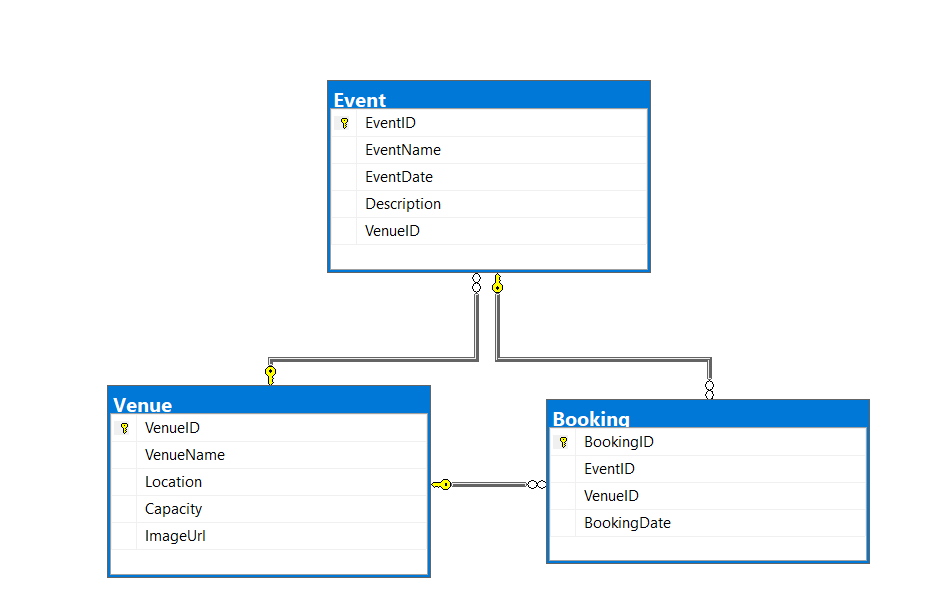 Event
EventID
EventName
EventDate
Description
VenueID
Venue
VenueID
VenueName
Location
Capacity
ImageUrl
Booking
BookingID
EventID
VenueID
BookingDate